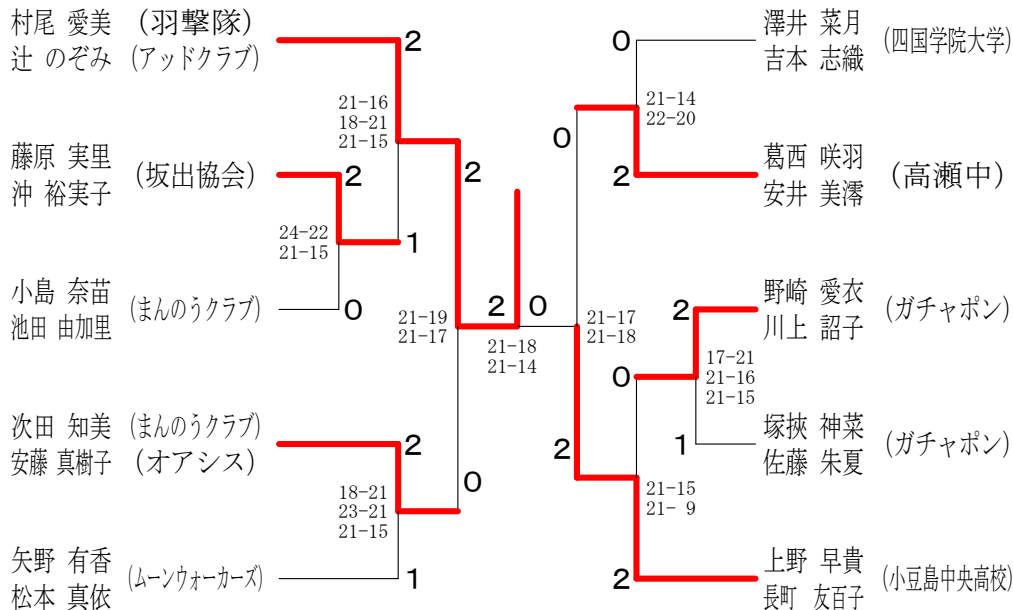 村尾 愛美 (羽撃隊)
辻 のぞみ (アッドクラブ)
2
21-16
18-21
21-15
藤原 実里
沖 裕実子
(坂出協会)
2
2
24-22
21-15
1
小島 奈苗
池田 由加里
(まんのうクラブ)
0
21-19
21-17
2
0
21-18
21-14
次田 知美 (まんのうクラブ)
安藤 真樹子 (オアシス)
2
0
18-21
23-21
21-15
矢野 有香
松本 真依
(ムーンウォーカーズ)
1
0
澤井 菜月
吉本 志織
(四国学院大学)
21-14
22-20
0
2
葛西 咲羽
安井 美澪
(高瀬中)
21-17
21-18
2
野崎 愛衣
川上 詔子
(ガチャポン)
17-21
21-16
21-15
0
1
塚挾 神菜
佐藤 朱夏
(ガチャポン)
2
21-15
21- 9
2
上野 早貴
長町 友百子
(小豆島中央高校)